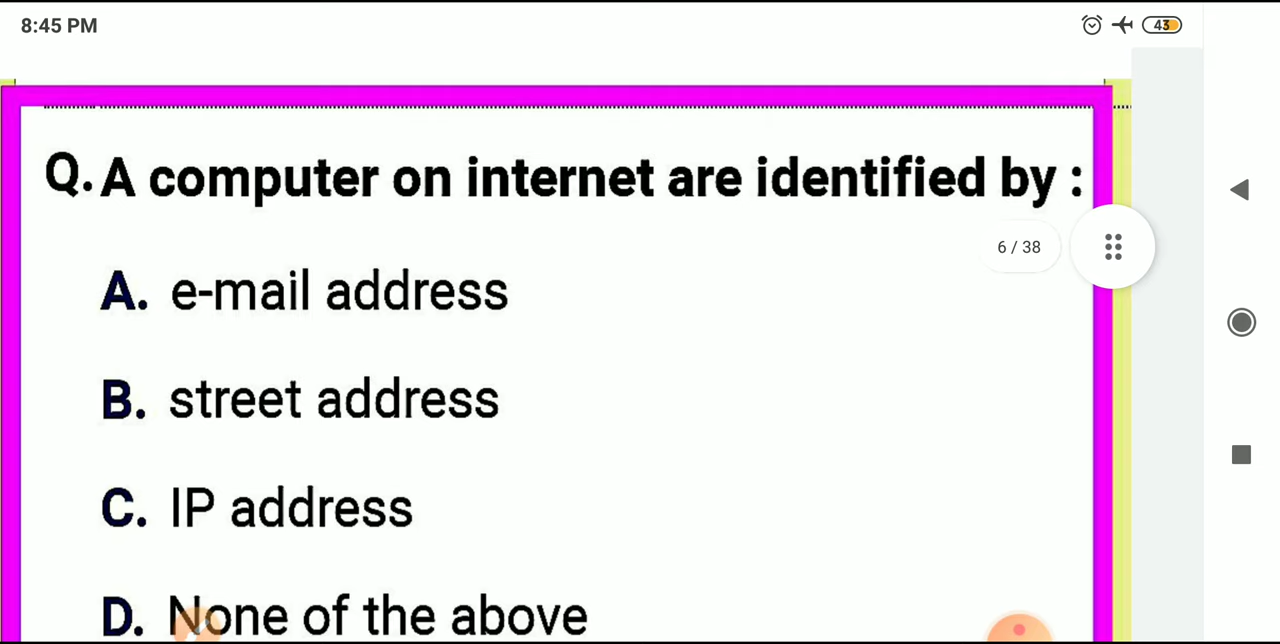 8:45 PM
43
Q. A computer on internet are identified by :
6 / 38
A. e-mail address
B. street address
C. IP address
D. None of the above